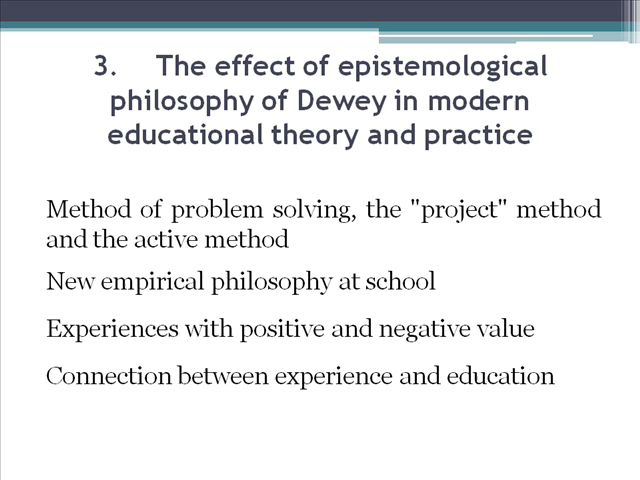 3. The effect of epistemological
philosophy of Dewey in modern
educational theory and practice
Method of problem solving, the "project" method
and the active method
New empirical philosophy at school
Experiences with positive and negative value
Connection between experience and education